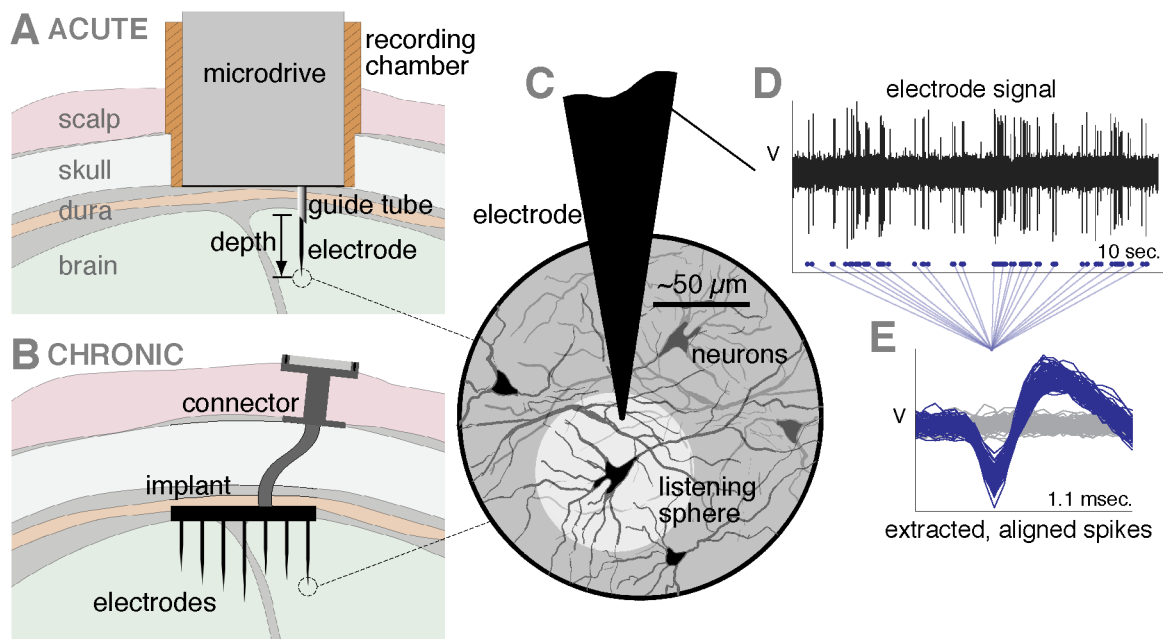 A ACUTE
microdrive
recording
chamber
scalp
skull
dura
brain
guide tube
depth
electrode
B CHRONIC
connector
implant
electrodes
C
electrode
~50 µm
neurons
listening
sphere
D
electrode signal
V
10 sec.
E
V
1.1 msec.
extracted, aligned spikes